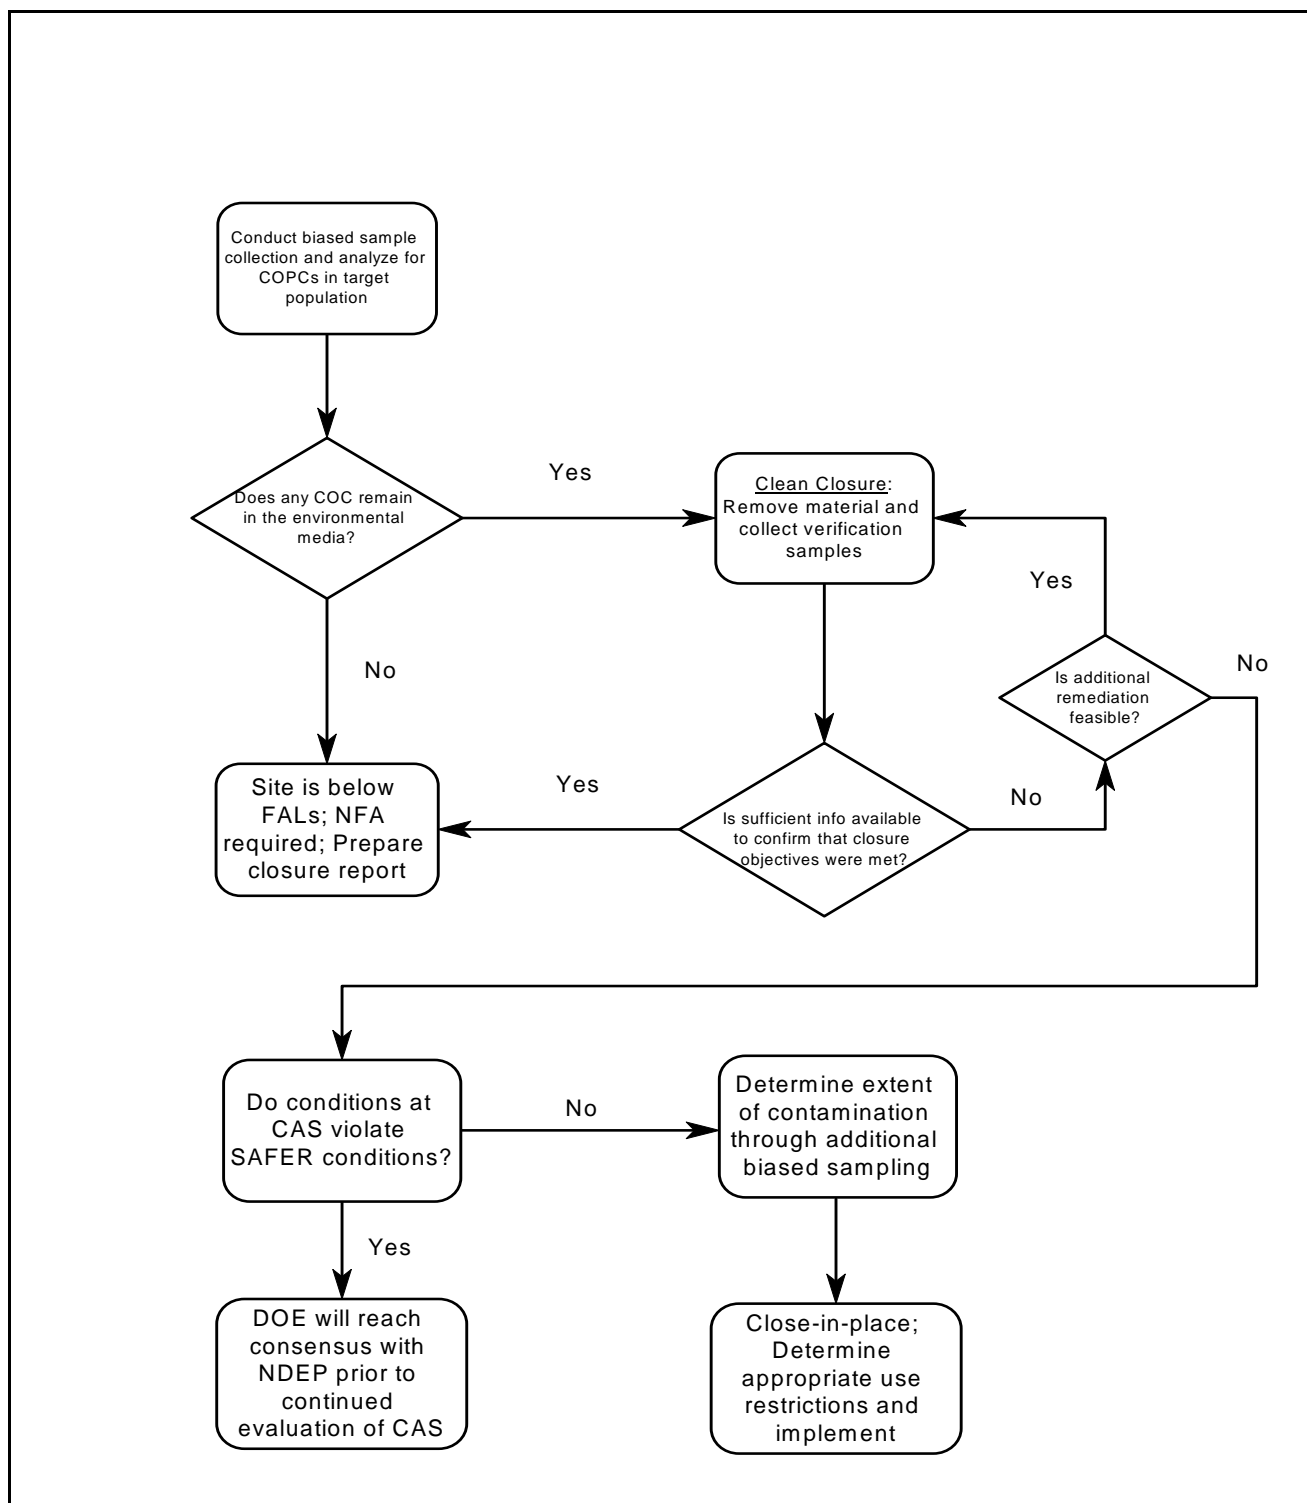 Conduct biased sample
collection and analyze for
COPCs in target
population
Does any COC remain
in the environmental
media?
Yes
Clean Closure:
Remove material and
collect verification
samples
Yes
No
Is additional
remediation
feasible?
No
Site is below
FALs; NFA
required; Prepare
closure report
Yes
Is sufficient info available
to confirm that closure
objectives were met?
No
Do conditions at
CAS violate
SAFER conditions?
No
Determine extent
of contamination
through additional
biased sampling
Yes
DOE will reach
consensus with
NDEP prior to
continued
evaluation of CAS
Close-in-place;
Determine
appropriate use
restrictions and
implement